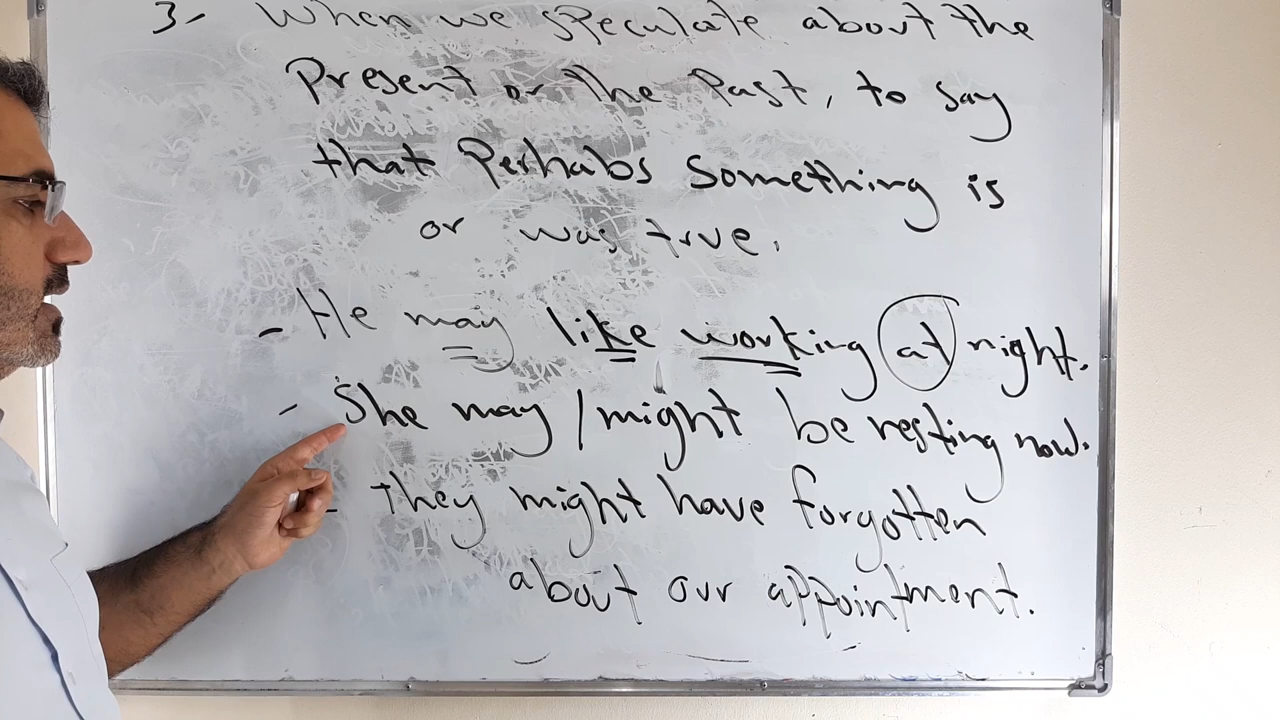 3- When we speculate about the
Present or the Past, to say
that Perhabs something is
or was true.
- He may like working at night.
- She may / might be resting now.
- they might have forgotten
about our appointment.